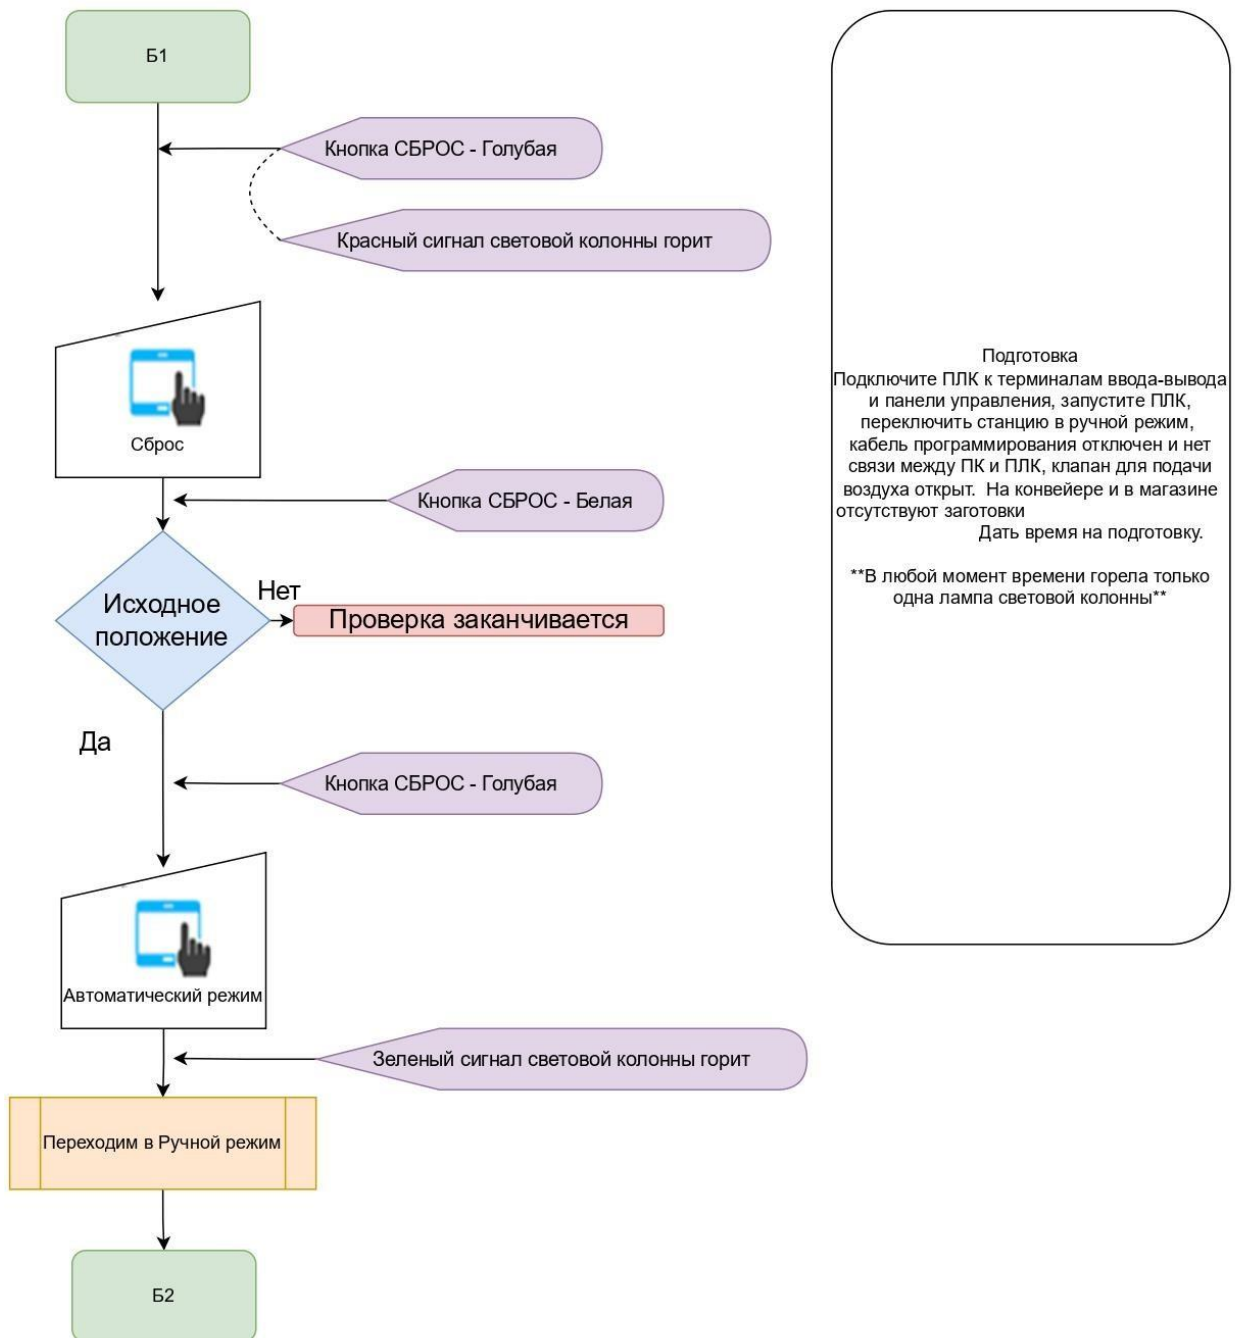 Б1
Кнопка СБРОС - Голубая
Красный сигнал световой колонны горит
Сброс
Кнопка СБРОС - Белая
Исходное
положение
Нет
Проверка заканчивается
Да
Кнопка СБРОС - Голубая
Автоматический режим
Зеленый сигнал световой колонны горит
Переходим в Ручной режим
Б2
Подготовка
Подключите ПЛК к терминалам ввода-вывода
и панели управления, запустите ПЛК,
переключить станцию в ручной режим,
кабель программирования отключен и нет
связи между ПК и ПЛК, клапан для подачи
воздуха открыт. На конвейере и в магазине
отсутствуют заготовки
Дать время на подготовку.
**В любой момент времени горела только
одна лампа световой колонны**